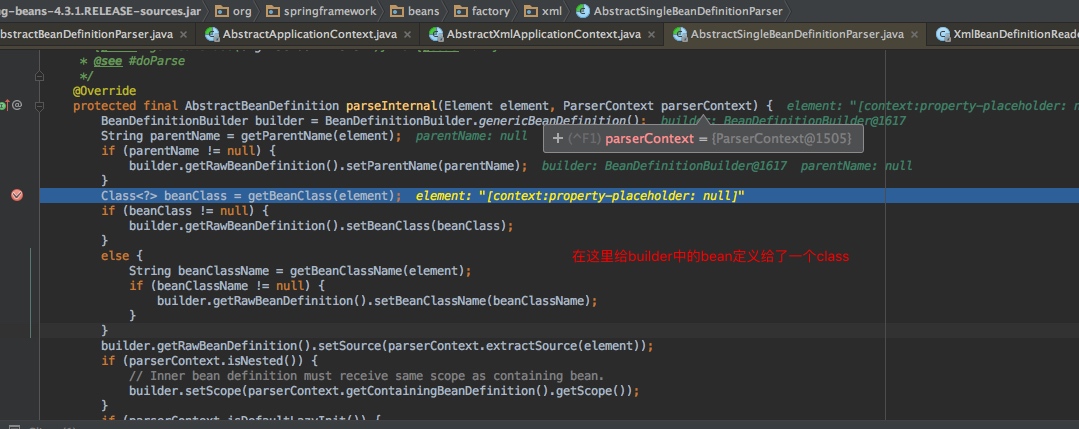 ng-beans-4.3.1.RELEASE-sources.jar org springframework beans factory xml AbstractSingleBeanDefinitionParser
bstractBeanDefinitionParser.java AbstractApplicationContext.java AbstractXmlApplicationContext.java AbstractSingleBeanDefinitionParser.java XmlBeanDefinitionReade
* @see #doParse
*/
@Override
protected final AbstractBeanDefinition parseInternal(Element element, ParserContext parserContext) { element: "[context:property-placeholder: n
BeanDefinitionBuilder builder = BeanDefinitionBuilder.genericBeanDefinition(); builder: BeanDefinitionBuilder@1617
String parentName = getParentName(element); parentName: null
+ (^F1) parserContext = {ParserContext@1505}
if (parentName != null) {
builder.getRawBeanDefinition().setParentName(parentName); builder: BeanDefinitionBuilder@1617 parentName: null
}
Class<?> beanClass = getBeanClass(element); element: "[context:property-placeholder: null]"
if (beanClass != null) {
builder.getRawBeanDefinition().setBeanClass(beanClass);
}
else {
在这里给builder中的bean定义给了一个class
String beanClassName = getBeanClassName(element);
if (beanClassName != null) {
builder.getRawBeanDefinition().setBeanClassName(beanClassName);
}
}
builder.getRawBeanDefinition().setSource(parserContext.extractSource(element));
if (parserContext.isNested()) {
// Inner bean definition must receive same scope as containing bean.
builder.setScope(parserContext.getContainingBeanDefinition().getScope());
}
if (parserContext.isDefaultLazyInit()) {